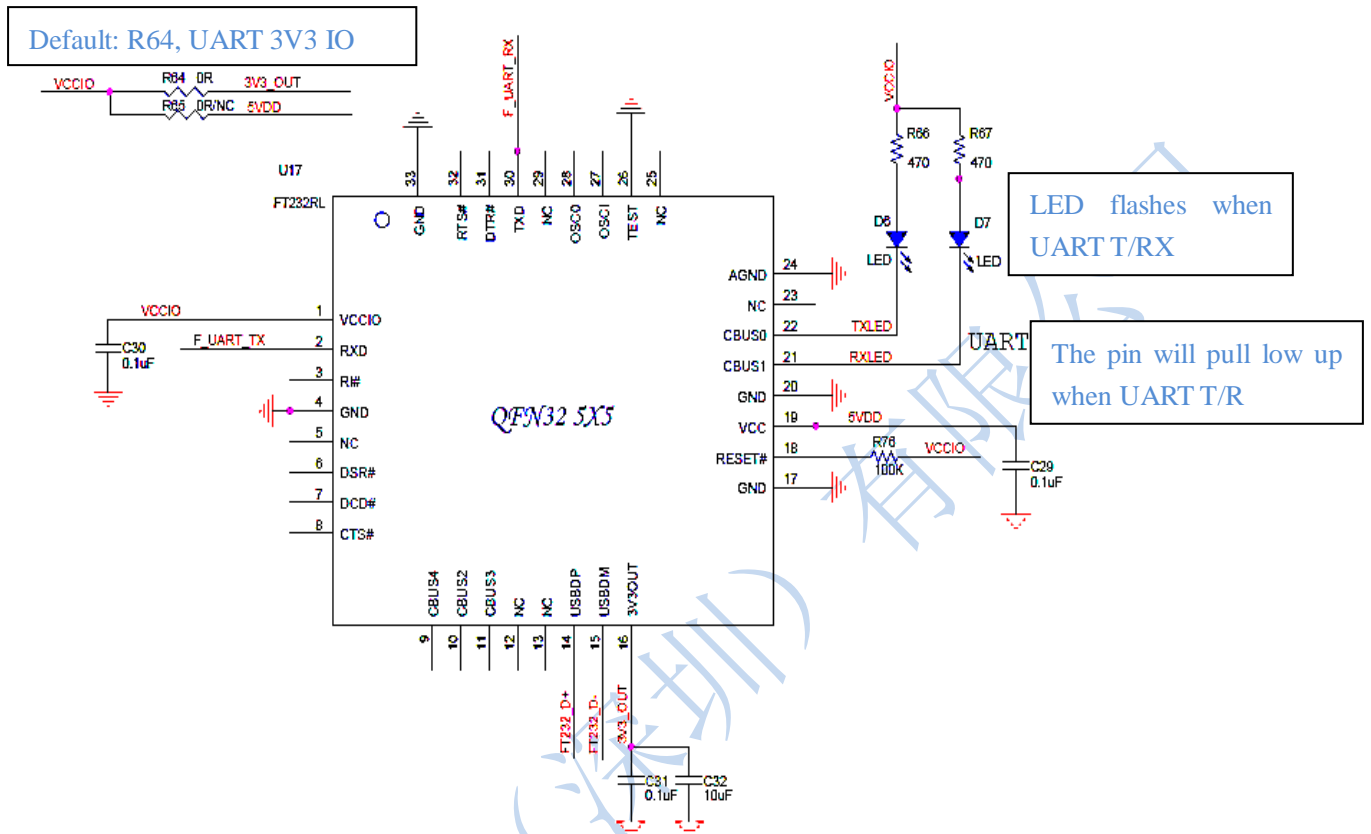 Default: R64, UART 3V3 IO
VCCIO
R64 0R
3V3_OUT
R65 0R/NC
5VDD
F_UART_RX
VCCIO
R66
470
R67
470
U17
FT232RL
33
32
31
30
29
28
27
26
25
GND
RTS#
DTR#
TXD
NC
OSCO
OSCI
TEST
NC
D6
LED
D7
LED
LED flashes when
UART T/RX
VCCIO
1
VCCIO
C30
0.1uF
F_UART_TX
2
RXD
3
RI#
4
GND
5
NC
6
DSR#
7
DCD#
8
CTS#
QFN32 5X5
AGND
24
NC
23
CBUS0
22
TXLED
CBUS1
21
RXLED
GND
20
VCC
19
5VDD
RESET#
18
R76
100K
VCCIO
GND
17
C29
0.1uF
UART
The pin will pull low up
when UART T/R
CBUS4
CBUS2
CBUS3
NC
NC
USBDP
USBDM
3V3OUT
9
10
11
12
13
14
15
16
FT232_D+
FT232_D-
3V3_OUT
C31
0.1uF
C32
10uF
(深圳)有限公